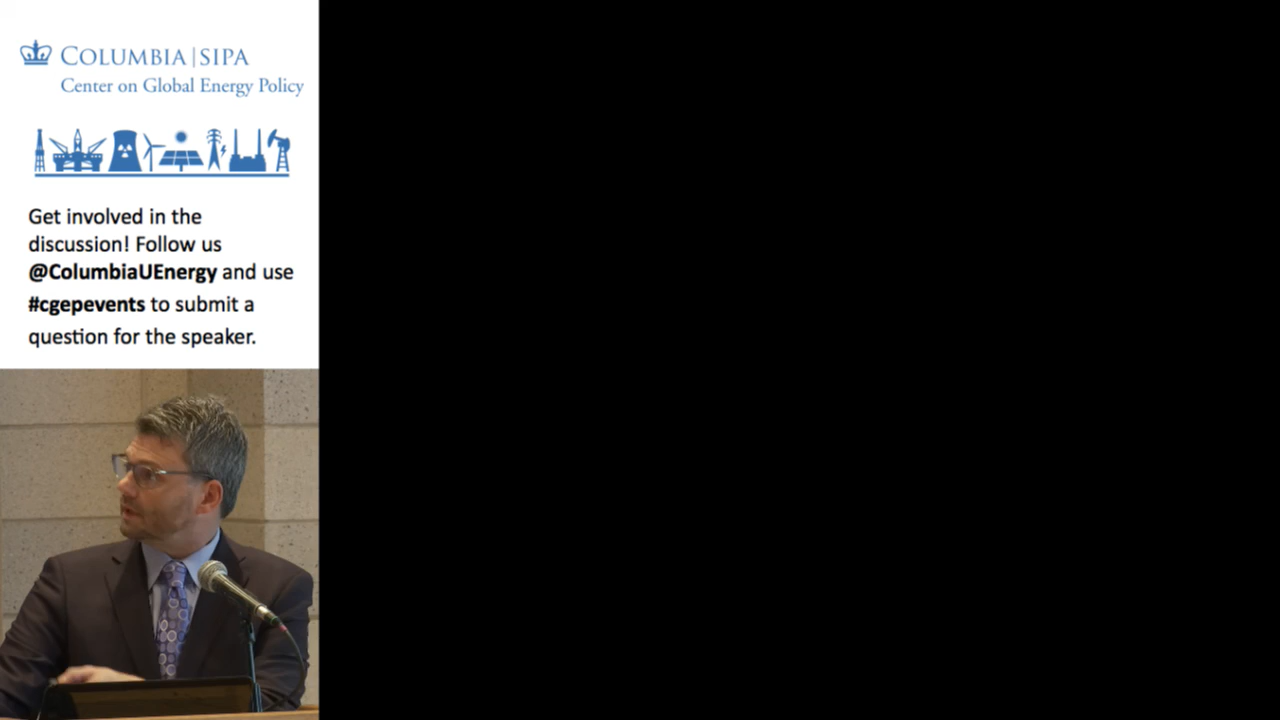 COLUMBIA | SIPA
Center on Global Energy Policy
Get involved in the
discussion! Follow us
@ColumbiaUEnergy and use
#cgepevents to submit a
question for the speaker.